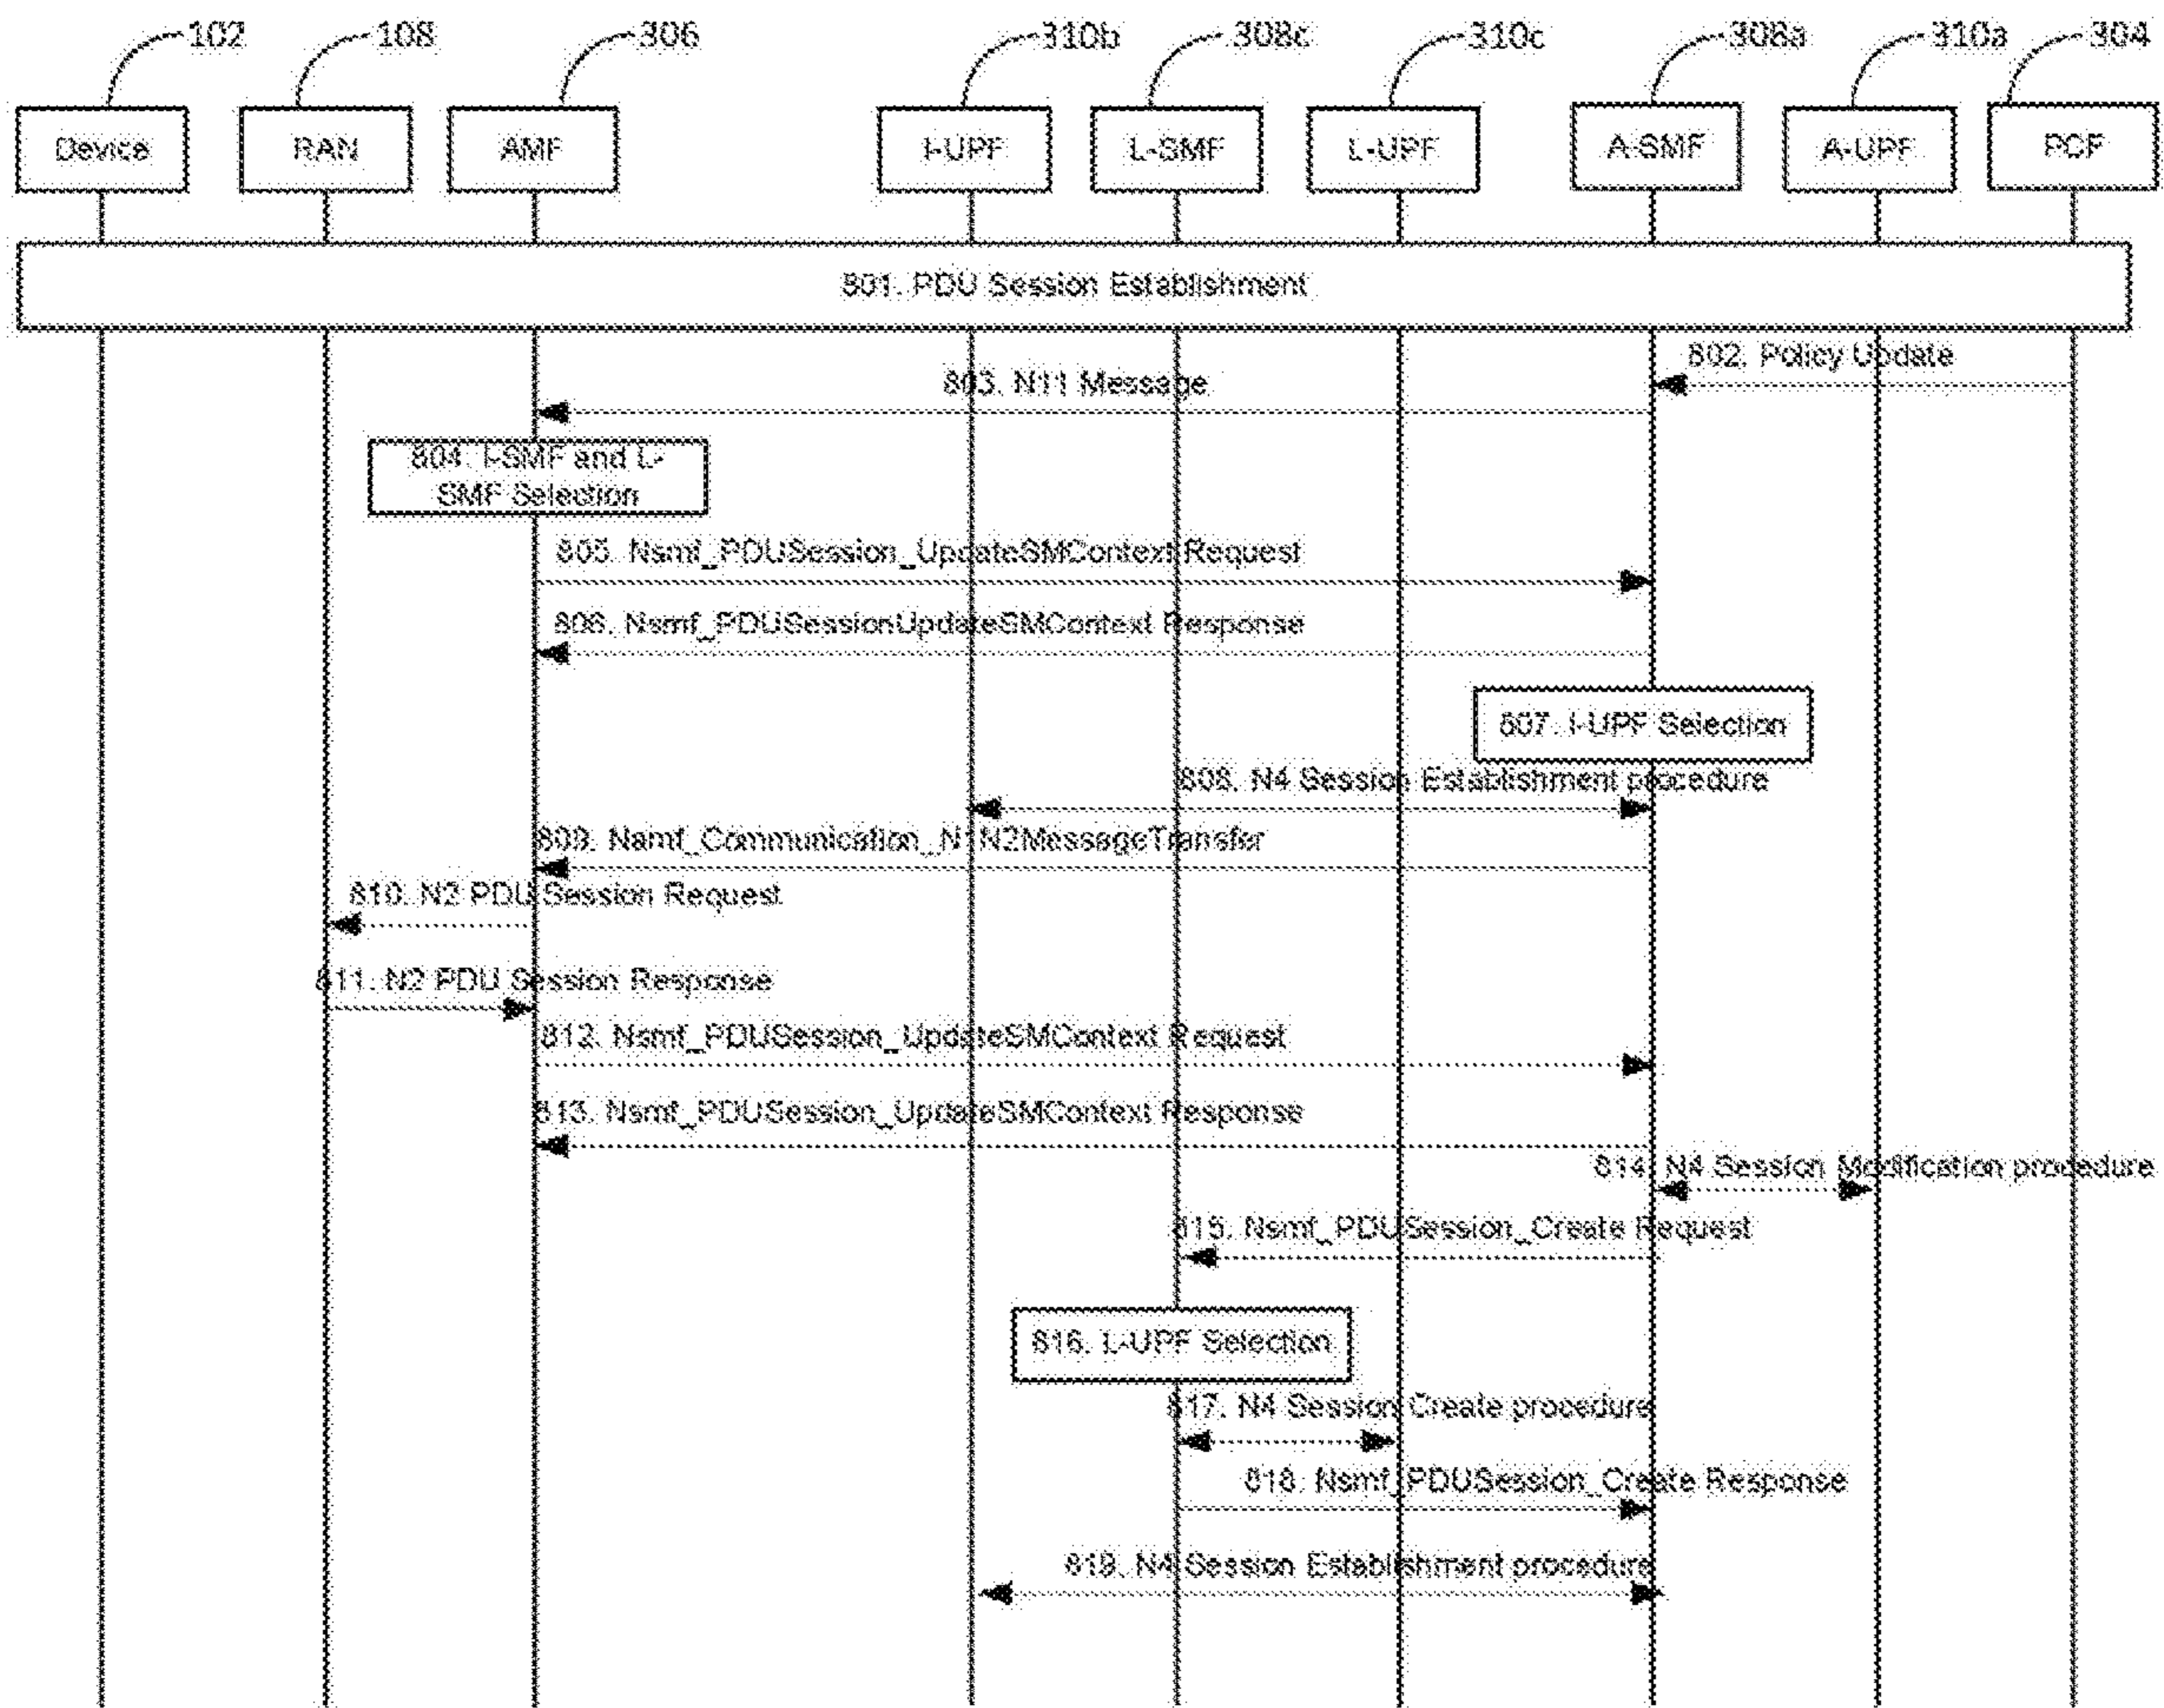 102
108
306
310b
308c
310c
308a
310a
304
Device
RAN
AMF
I-UPF
L-SMF
L-UPF
A-SMF
A-UPF
PCF
801. PDU Session Establishment
802. Policy Update
803. N11 Message
804. I-SMF and L-
SMF Selection
805. Nsmf_PDUSession_UpdateSMContext Request
806. Nsmf_PDUSessionUpdateSMContext Response
807. I-UPF Selection
808. N4 Session Establishment procedure
809. Namf_Communication_N1N2MessageTransfer
810. N2 PDU Session Request
811. N2 PDU Session Response
812. Nsmf_PDUSession_UpdateSMContext Request
813. Nsmf_PDUSession_UpdateSMContext Response
814. N4 Session Modification procedure
815. Nsmf_PDUSession_Create Request
816. L-UPF Selection
817. N4 Session Create procedure
818. Nsmf_PDUSession_Create Response
819. N4 Session Establishment procedure